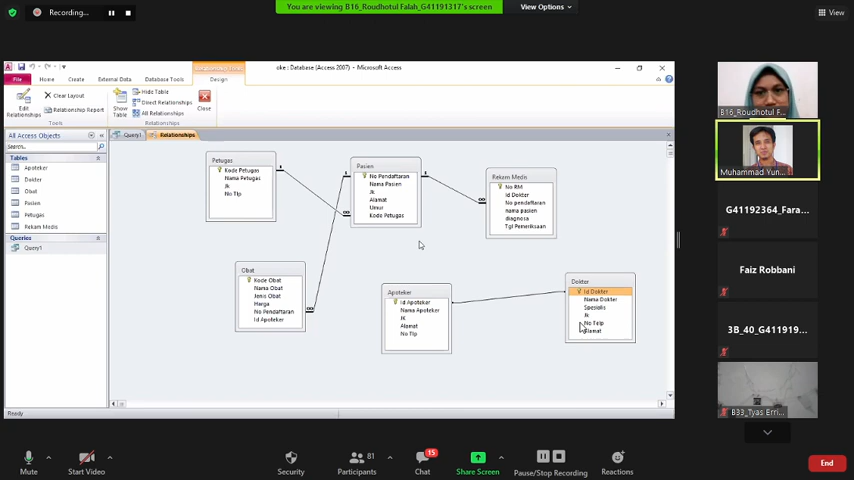 Recording...
You are viewing B16_Roudhotul Falah_G41191317's screen
View Options
View
oke : Database (Access 2007) - Microsoft Access
File
Home
Create
External Data
Database Tools
Design
Edit Relationships
Clear Layout
Relationship Report
Tools
Show Table
Hide Table
Direct Relationships
All Relationships
Relationships
Close
All Access Objects
Search...
Tables
Apoteker
Dokter
Obat
Pasien
Petugas
Rekam Medis
Queries
Query1
Query1
Relationships
Petugas
Kode Petugas
Nama Petugas
Jk
No Tlp
Pasien
No Pendaftaran
Nama Pasien
Jk
Alamat
Umur
Kode Petugas
Rekam Medis
No RM
Id Dokter
No pendaftaran
nama pasien
diagnosa
Tgl Pemeriksaan
Obat
Kode Obat
Nama Obat
Jenis Obat
Harga
No Pendaftaran
Id Apoteker
Apoteker
Id Apoteker
Nama Apoteker
JK
Alamat
No Tlp
Dokter
Id Dokter
Nama Dokter
Spesialis
Jk
No Telp
Alamat
Ready
B16_Roudhotul F...
Muhammad Yun...
G41192364_Fara...
Faiz Robbani
3B_40_G411919...
B33_Tyas Erri...
Mute
Start Video
Security
81
Participants
15
Chat
Share Screen
Pause/Stop Recording
Reactions
End